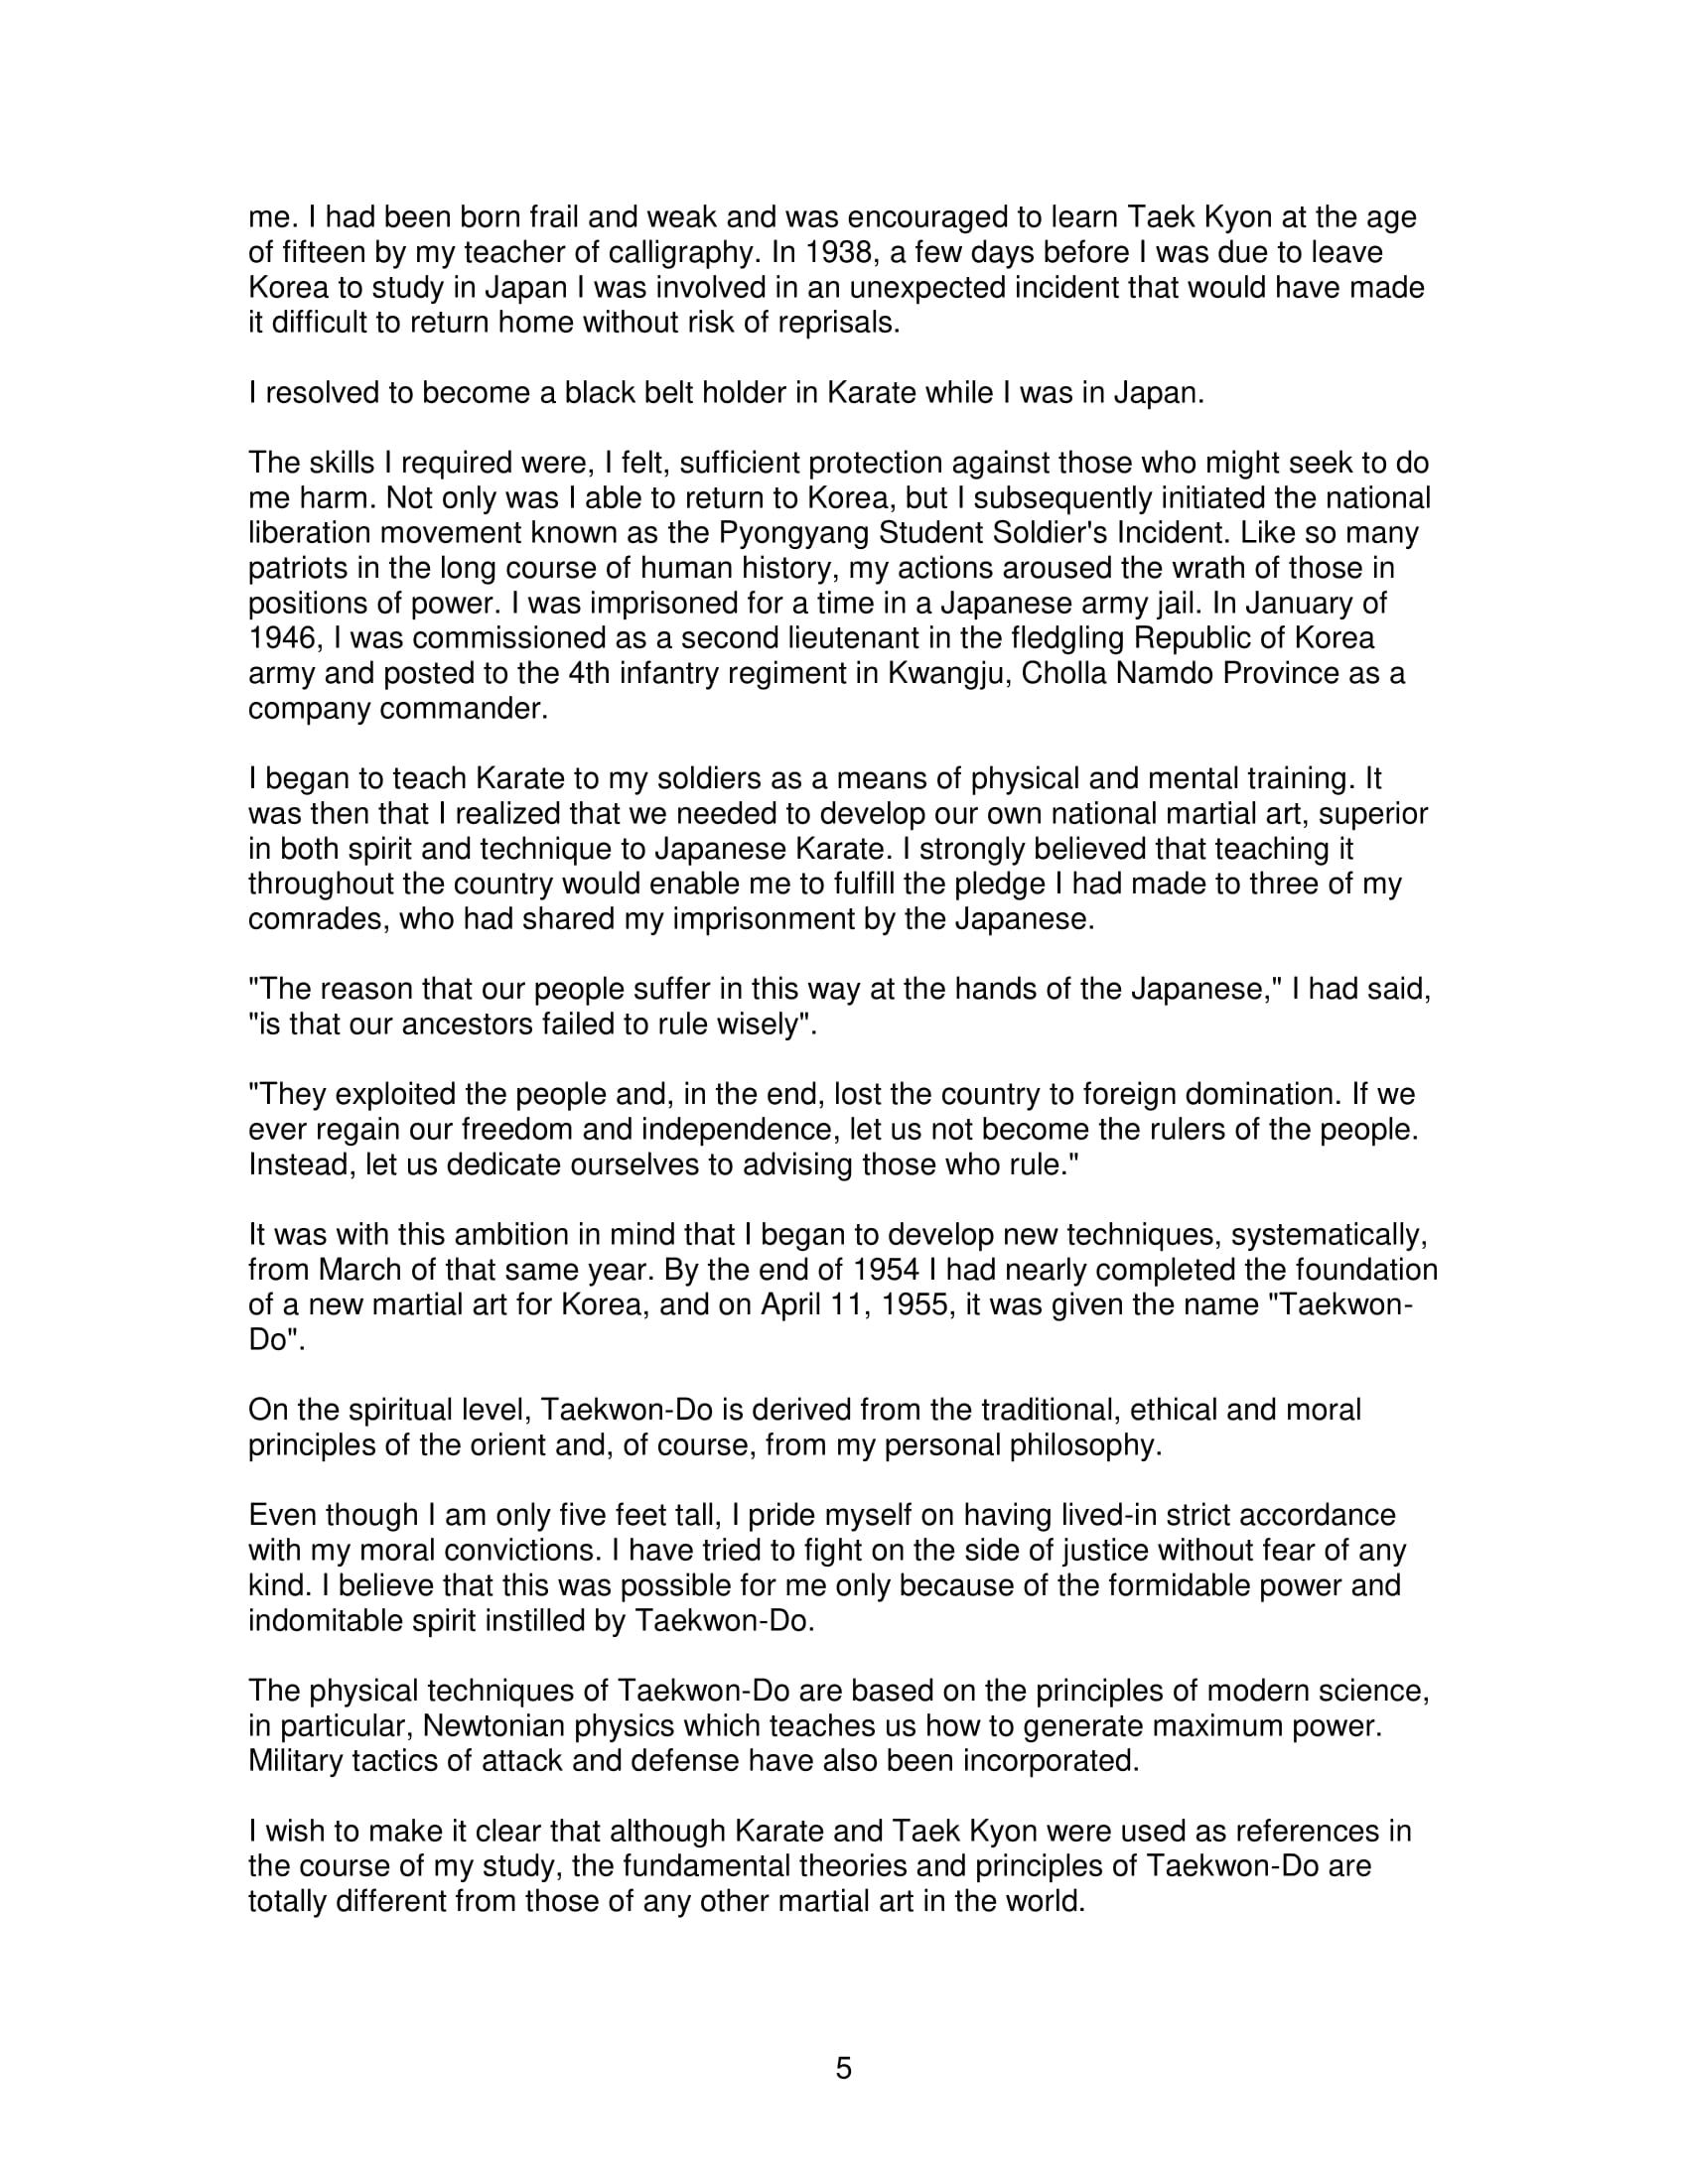 me. I had been born frail and weak and was encouraged to learn Taek Kyon at the age
of fifteen by my teacher of calligraphy. In 1938, a few days before I was due to leave
Korea to study in Japan I was involved in an unexpected incident that would have made
it difficult to return home without risk of reprisals.
I resolved to become a black belt holder in Karate while I was in Japan.
The skills I required were, I felt, sufficient protection against those who might seek to do
me harm. Not only was I able to return to Korea, but I subsequently initiated the national
liberation movement known as the Pyongyang Student Soldier's Incident. Like so many
patriots in the long course of human history, my actions aroused the wrath of those in
positions of power. I was imprisoned for a time in a Japanese army jail. In January of
1946, I was commissioned as a second lieutenant in the fledgling Republic of Korea
army and posted to the 4th infantry regiment in Kwangju, Cholla Namdo Province as a
company commander.
I began to teach Karate to my soldiers as a means of physical and mental training. It
was then that I realized that we needed to develop our own national martial art, superior
in both spirit and technique to Japanese Karate. I strongly believed that teaching it
throughout the country would enable me to fulfill the pledge I had made to three of my
comrades, who had shared my imprisonment by the Japanese.
"The reason that our people suffer in this way at the hands of the Japanese," I had said,
"is that our ancestors failed to rule wisely".
"They exploited the people and, in the end, lost the country to foreign domination. If we
ever regain our freedom and independence, let us not become the rulers of the people.
Instead, let us dedicate ourselves to advising those who rule."
It was with this ambition in mind that I began to develop new techniques, systematically,
from March of that same year. By the end of 1954 I had nearly completed the foundation
of a new martial art for Korea, and on April 11, 1955, it was given the name "Taekwon-
Do".
On the spiritual level, Taekwon-Do is derived from the traditional, ethical and moral
principles of the orient and, of course, from my personal philosophy.
Even though I am only five feet tall, I pride myself on having lived-in strict accordance
with my moral convictions. I have tried to fight on the side of justice without fear of any
kind. I believe that this was possible for me only because of the formidable power and
indomitable spirit instilled by Taekwon-Do.
The physical techniques of Taekwon-Do are based on the principles of modern science,
in particular, Newtonian physics which teaches us how to generate maximum power.
Military tactics of attack and defense have also been incorporated.
I wish to make it clear that although Karate and Taek Kyon were used as references in
the course of my study, the fundamental theories and principles of Taekwon-Do are
totally different from those of any other martial art in the world.
5